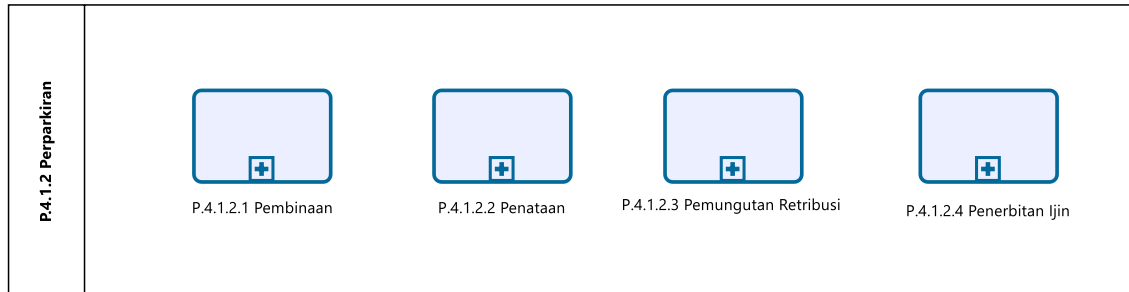 P.4.1.2 Perparkiran
P.4.1.2.1 Pembinaan
P.4.1.2.2 Penataan
P.4.1.2.3 Pemungutan Retribusi
P.4.1.2.4 Penerbitan Ijin